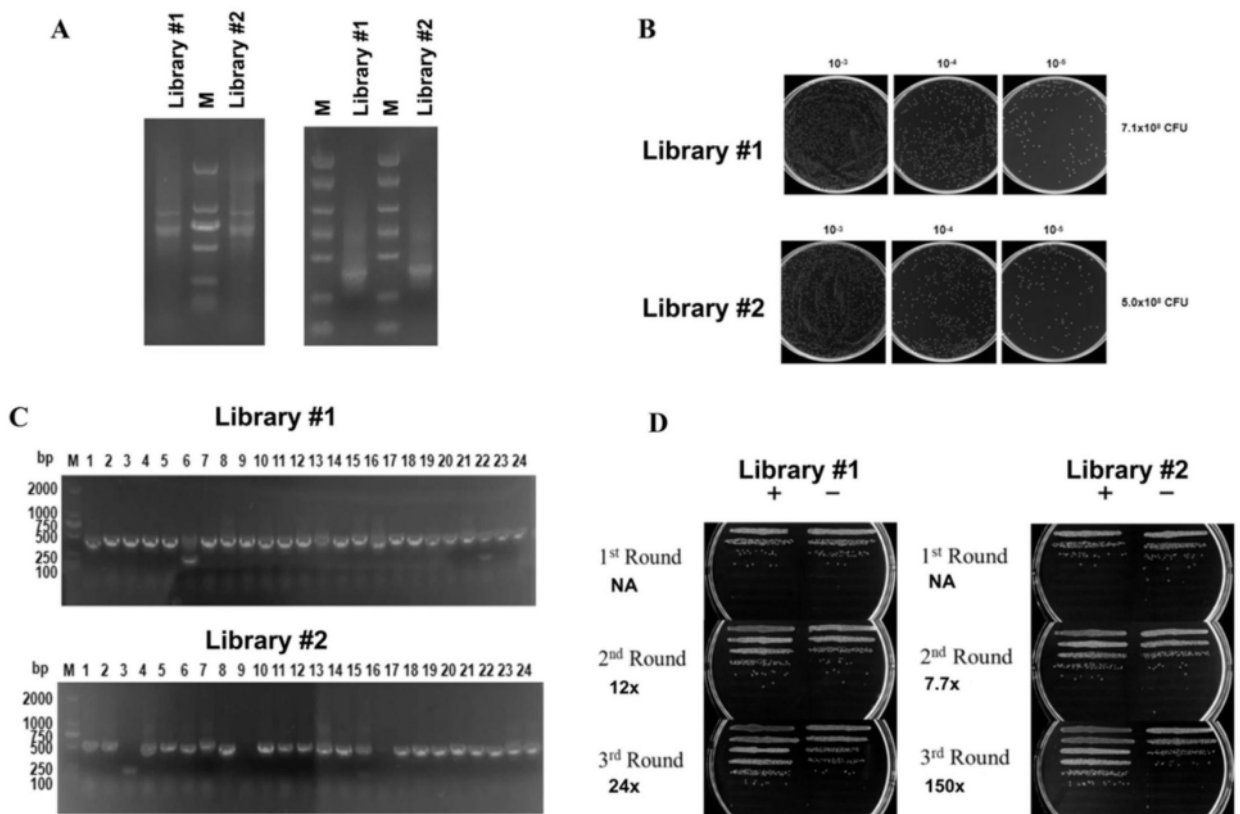 A
Library #1
M
Library #2
M
Library #1
M
Library #2
B
10⁻³ 10⁻⁴ 10⁻⁵
Library #1
7.1x10⁸ CFU
10⁻³ 10⁻⁴ 10⁻⁵
Library #2
5.0x10⁸ CFU
C
Library #1
bp M 1 2 3 4 5 6 7 8 9 10 11 12 13 14 15 16 17 18 19 20 21 22 23 24
2000
1000
750
500
250
100
Library #2
bp M 1 2 3 4 5 6 7 8 9 10 11 12 13 14 15 16 17 18 19 20 21 22 23 24
2000
1000
750
500
250
100
D
Library #1
+ −
1st Round
NA
2nd Round
12x
3rd Round
24x
Library #2
+ −
1st Round
NA
2nd Round
7.7x
3rd Round
150x